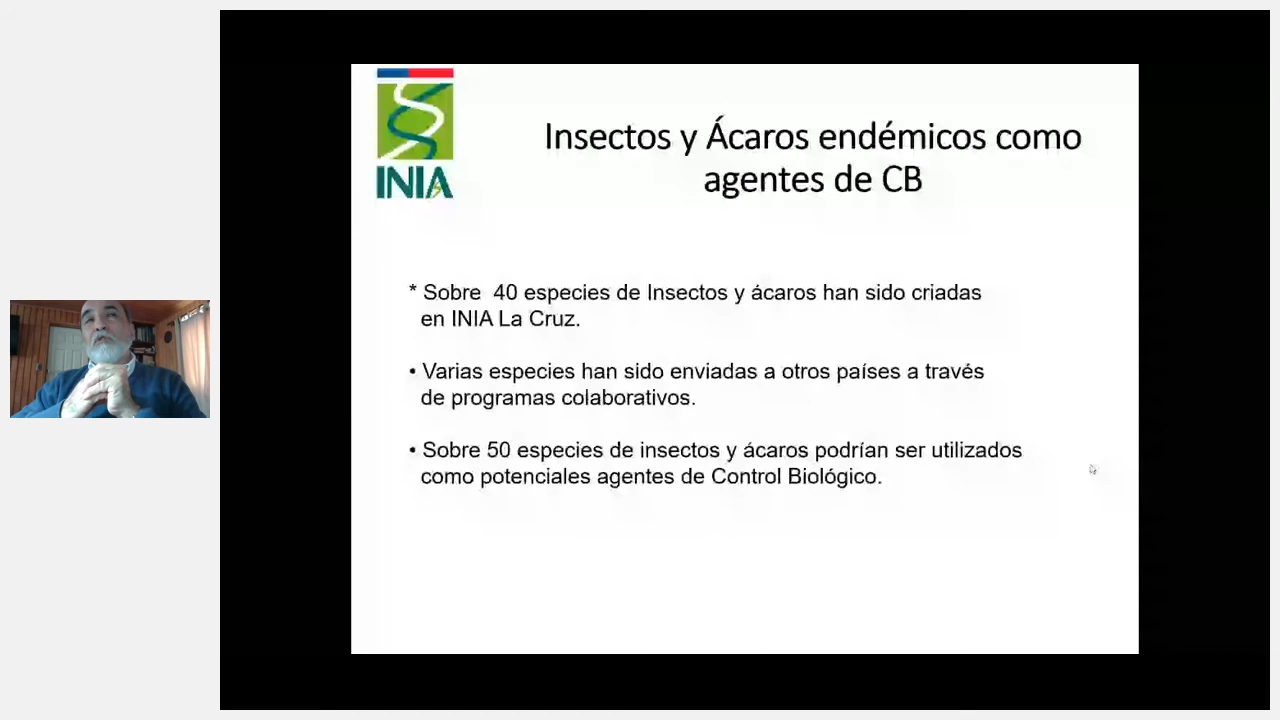 INIA
Insectos y Ácaros endémicos como
agentes de CB
* Sobre  40 especies de Insectos y ácaros han sido criadas
en INIA La Cruz.
• Varias especies han sido enviadas a otros países a través
de programas colaborativos.
• Sobre 50 especies de insectos y ácaros podrían ser utilizados
como potenciales agentes de Control Biológico.